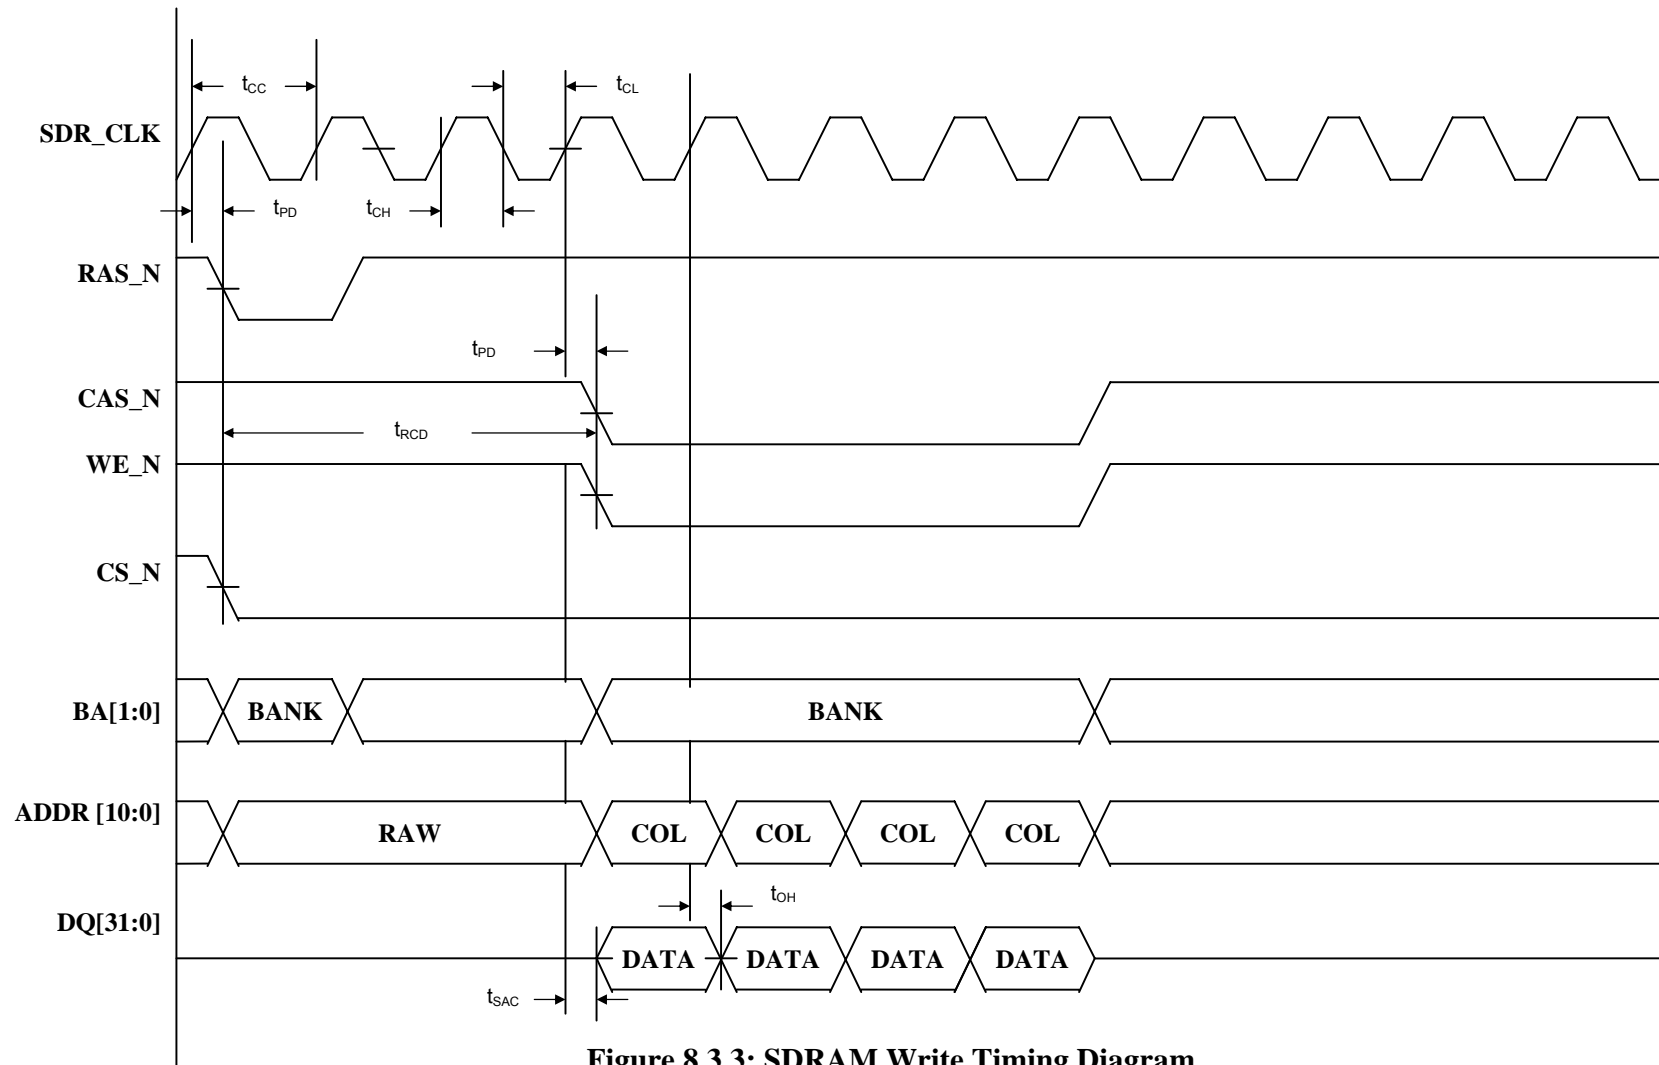 tCC
tCL
SDR_CLK
tPD
tCH
RAS_N
tPD
CAS_N
tRCD
WE_N
CS_N
BA[1:0]
BANK
BANK
ADDR [10:0]
RAW
COL
COL
COL
COL
tOH
DQ[31:0]
DATA
DATA
DATA
DATA
tSAC
Figure 8.3.3: SDRAM Write Timing Diagram